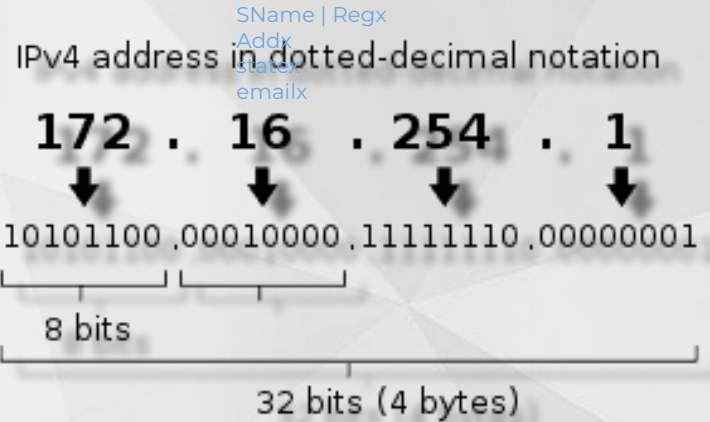 SName | Regx
Addx
statex
emailx
IPv4 address in dotted-decimal notation
172 . 16 . 254 . 1
10101100 .00010000 .11111110 .00000001
8 bits
32 bits (4 bytes)